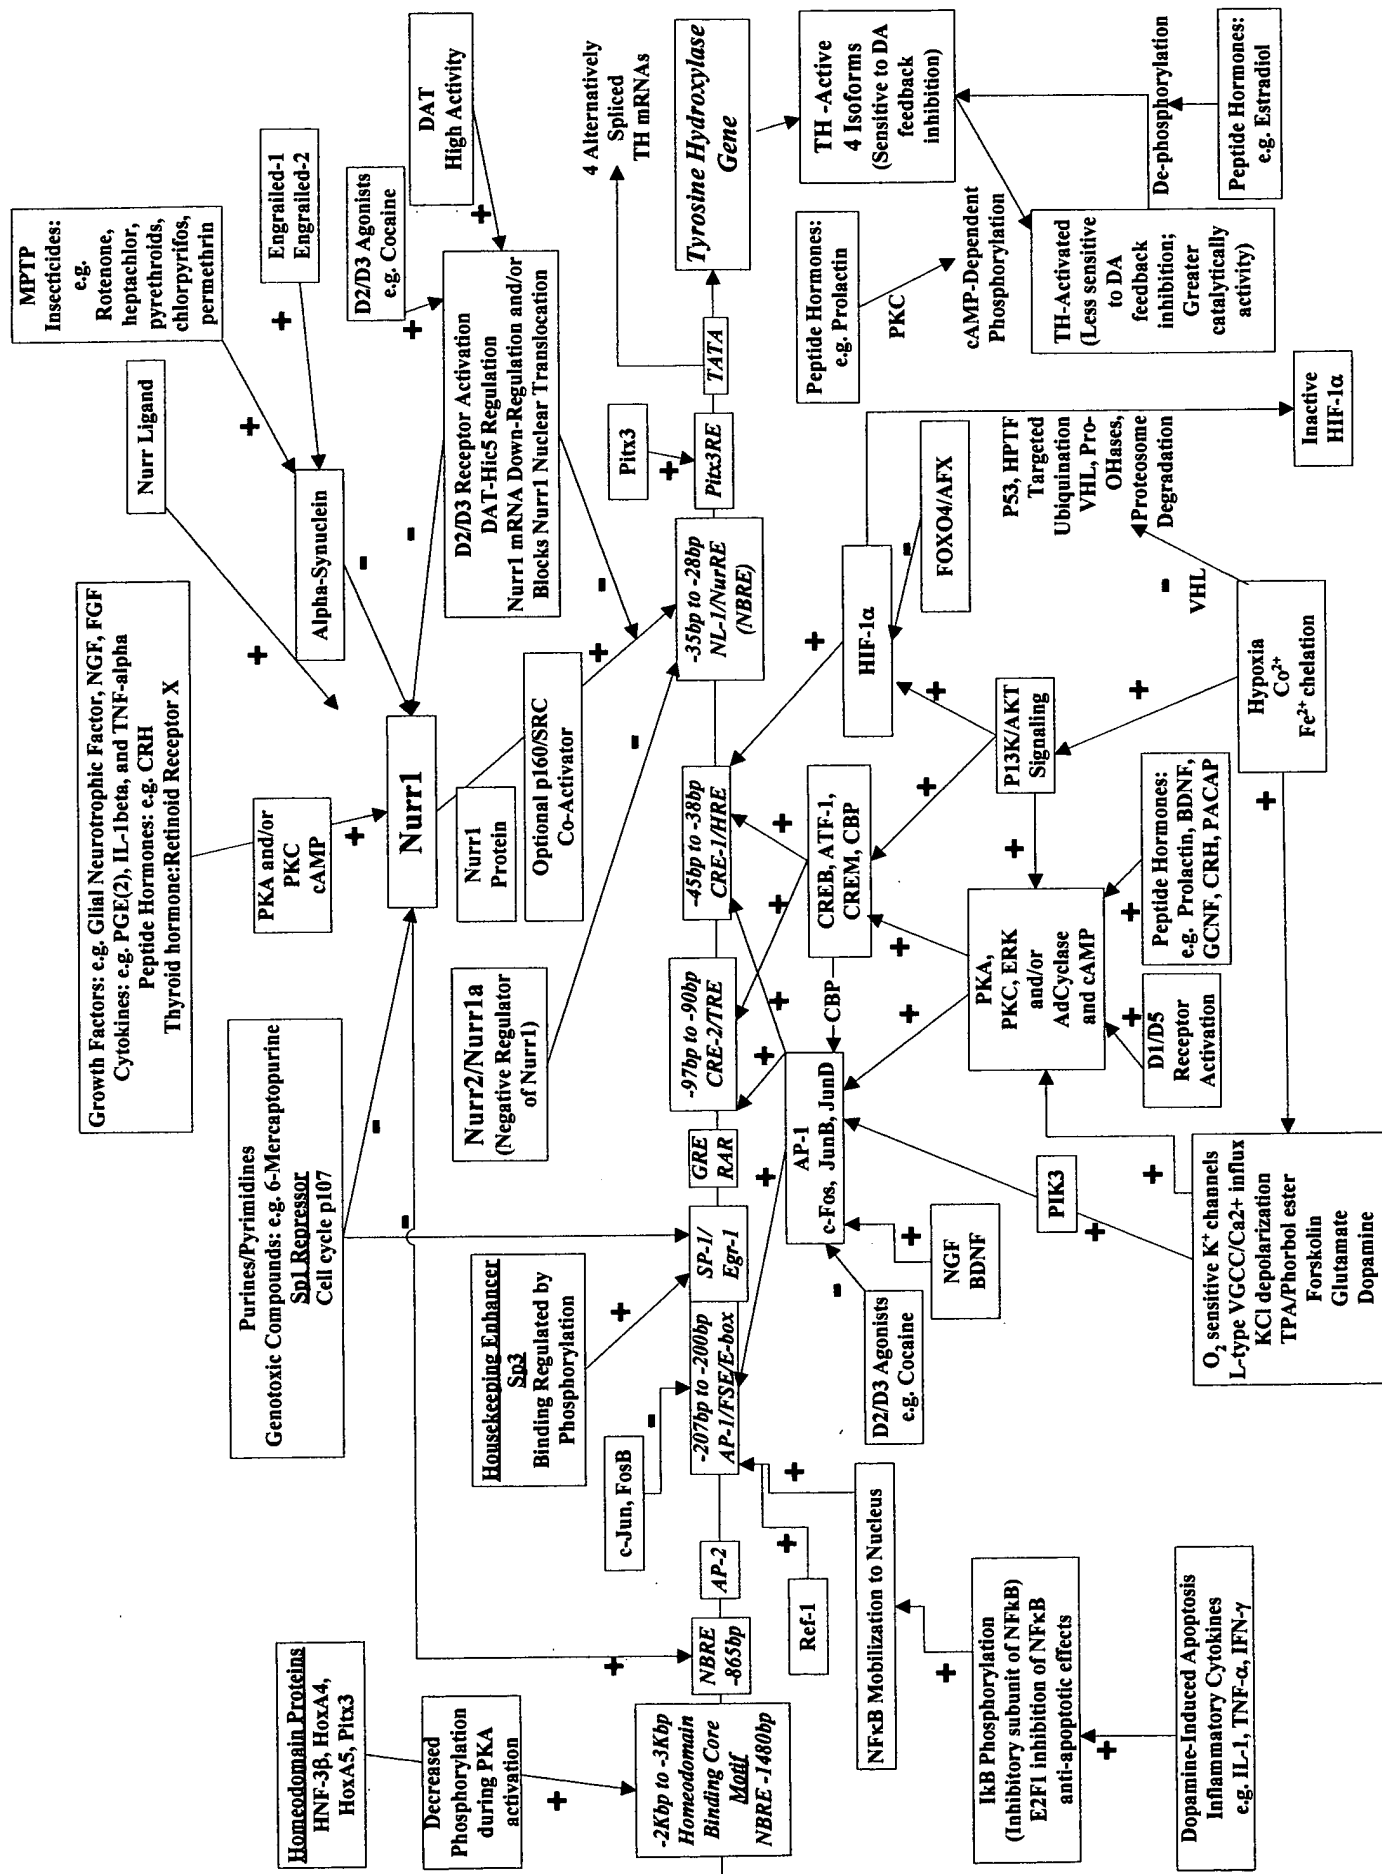 Homeodomain Proteins
HNF-3β, HoxA4,
HoxA5, Pitx3
Decreased
Phosphorylation
during PKA
activation
+
-2Kbp to -3Kbp
Homeodomain
Binding Core
Motif
NBRE -1480bp
NBRE
-865bp
+
AP-2
Purines/Pyrimidines
Genotoxic Compounds: e.g. 6-Mercaptopurine
Sp1 Repressor
Cell cycle p107
-
-
Housekeeping Enhancer
Sp3
Binding Regulated by
Phosphorylation
+
c-Jun, FosB
-
-207bp to -200bp
AP-1/FSE/E-box
SP-1/
Egr-1
GRE
RAR
-97bp to -90bp
CRE-2/TRE
-45bp to -38bp
CRE-1/HRE
-35bp to -28bp
NL-1/NurRE
(NBRE)
Pitx3RE
TATA
Tyrosine Hydroxylase
Gene
4 Alternatively
Spliced
TH mRNAs
Growth Factors: e.g. Glial Neurotrophic Factor, NGF, FGF
Cytokines: e.g. PGE(2), IL-1beta, and TNF-alpha
Peptide Hormones: e.g. CRH
Thyroid hormone:Retinoid Receptor X
PKA and/or
PKC
cAMP
+
Nurr1
Nurr1
Protein
Optional p160/SRC
Co-Activator
+
Nurr2/Nurr1a
(Negative Regulator
of Nurr1)
-
Nurr Ligand
+
Alpha-Synuclein
-
MPTP
Insecticides:
e.g.
Rotenone,
heptachlor,
pyrethroids,
chlorpyrifos,
permethrin
+
Engrailed-1
Engrailed-2
+
D2/D3 Agonists
e.g. Cocaine
+
DAT
High Activity
+
D2/D3 Receptor Activation
DAT-Hic5 Regulation
Nurr1 mRNA Down-Regulation and/or
Blocks Nurr1 Nuclear Translocation
-
-
Pitx3
+
TH -Active
4 Isoforms
(Sensitive to DA
feedback
inhibition)
Peptide Hormones:
e.g. Prolactin
PKC
cAMP-Dependent
Phosphorylation
TH-Activated
(Less sensitive
to DA
feedback
inhibition;
Greater
catalytically
activity)
De-phosphorylation
Peptide Hormones:
e.g. Estradiol
Ref-1
+
NFκB Mobilization to Nucleus
+
IkB Phosphorylation
(Inhibitory subunit of NFkB)
E2F1 inhibition of NFκB
anti-apoptotic effects
+
Dopamine-Induced Apoptosis
Inflammatory Cytokines
e.g. IL-1, TNF-α, IFN-γ
+
AP-1
c-Fos, JunB, JunD
+
+
+
CBP
CREB, ATF-1,
CREM, CBP
+
+
HIF-1α
+
FOXO4/AFX
-
D2/D3 Agonists
e.g. Cocaine
-
NGF
BDNF
+
PIK3
+
PKA,
PKC, ERK
and/or
AdCyclase
and cAMP
+
+
D1/D5
Receptor
Activation
+
Peptide Hormones:
e.g. Prolactin, BDNF,
GCNF, CRH, PACAP
+
P13K/AKT
Signaling
+
+
+
Hypoxia
Co2+
Fe2+ chelation
+
+
VHL
-
P53, HPTF
Targeted
Ubiquination
VHL, Pro-
OHases,
Proteosome
Degradation
Inactive
HIF-1α
O2 sensitive K+ channels
L-type VGCC/Ca2+ influx
KCl depolarization
TPA/Phorbol ester
Forskolin
Glutamate
Dopamine
+